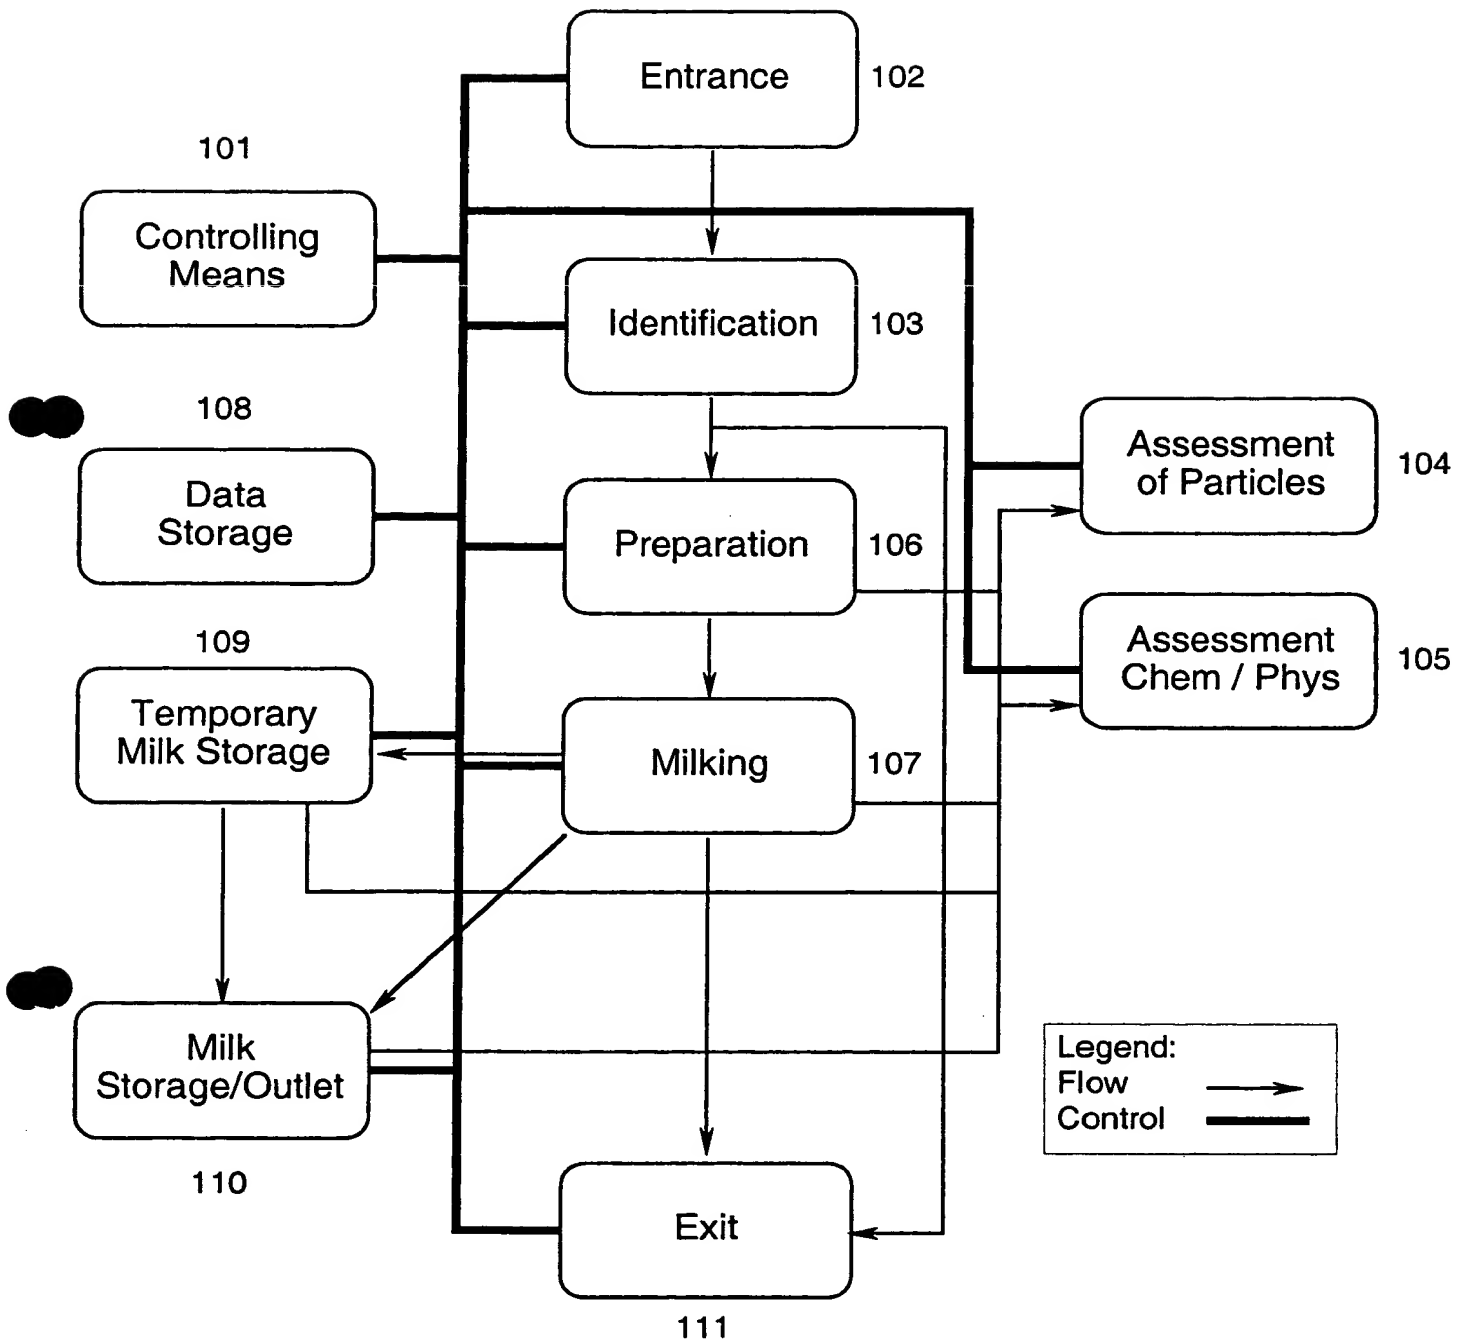 Entrance
102
101
Controlling
Means
Identification
103
108
Data
Storage
Assessment
of Particles
104
Preparation
106
109
Temporary
Milk Storage
Assessment
Chem / Phys
105
Milking
107
Milk
Storage/Outlet
110
Legend:
Flow
Control
Exit
111